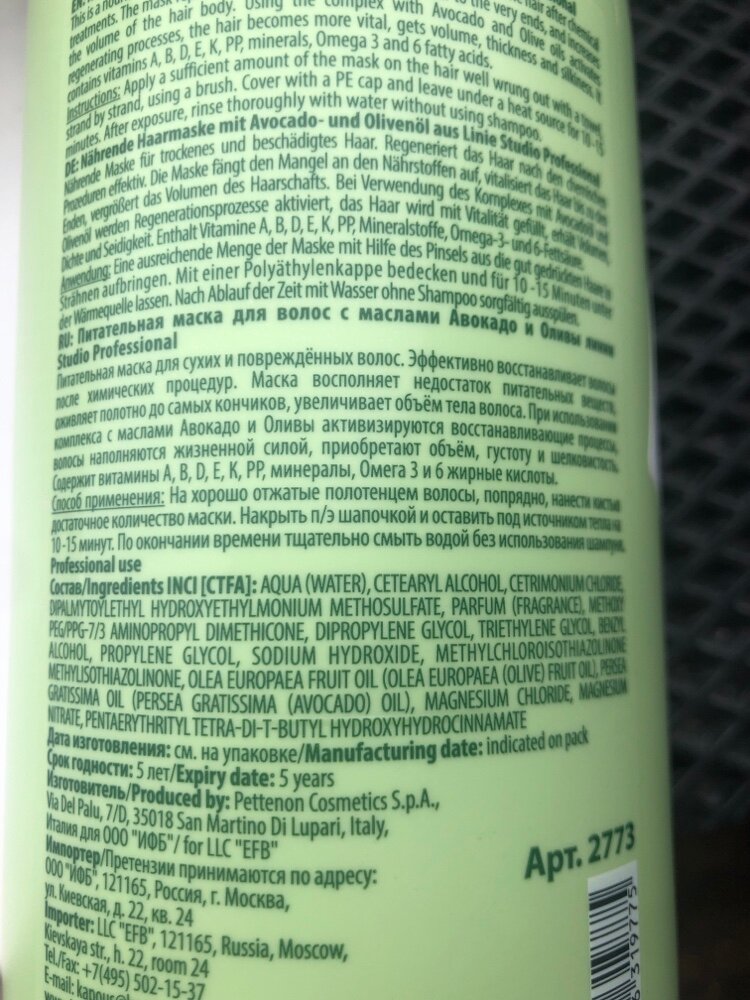 treatments. The mask
the very ends, and increases
the volume of the hair body. Using the complex with Avocado and Olive oils activates
regenerating processes, the hair becomes more vital, gets volume, thickness and silkiness. It
contains vitamins A, B, D, E, K, PP, minerals, Omega 3 and 6 fatty acids.
Instructions: Apply a sufficient amount of the mask on the hair well wrung out with a towel,
strand by strand, using a brush. Cover with a PE cap and leave under a heat source for 10 -15
minutes. After exposure, rinse thoroughly with water without using shampoo.
DE: Nährende Haarmaske mit Avocado- und Olivenöl aus Linie Studio Professional
Nährende Maske für trockenes und beschädigtes Haar. Regeneriert das Haar nach den chemischen
Prozeduren effektiv. Die Maske fängt den Mangel an den Nährstoffen auf, vitalisiert das Haar bis zu den
Enden, vergrößert das Volumen des Haarschafts. Bei Verwendung des Komplexes mit Avocadoöl und
Olivenöl werden Regenerationsprozesse aktiviert, das Haar wird mit Vitalität gefüllt, erhält Volumen,
Dichte und Seidigkeit. Enthalt Vitamine A, B, D, E, K, PP, Mineralstoffe, Omega-3- und 6-Fettsäure.
Anwendung: Eine ausreichende Menge der Maske mit Hilfe des Pinsels aus die gut gedrückten Haare in
Strähnen aufbringen. Mit einer Polyäthylenkappe bedecken und für 10 -15 Minuten unter
der Wärmequelle lassen. Nach Ablauf der Zeit mit Wasser ohne Shampoo sorgfältig ausspülen.
RU: Питательная маска для волос с маслами Авокадо и Оливы линии
Studio Professional
Питательная маска для сухих и повреждённых волос. Эффективно восстанавливает волосы
после химических процедур. Маска восполняет недостаток питательных веществ,
оживляет полотно до самых кончиков, увеличивает объём тела волоса. При использовании
комплекса с маслами Авокадо и Оливы активизируются восстанавливающие процессы,
волосы наполняются жизненной силой, приобретают объём, густоту и шелковистость.
Содержит витамины A, B, D, E, K, PP, минералы, Омега 3 и 6 жирные кислоты.
Способ применения: На хорошо отжатые полотенцем волосы, попрядно, нанести кистью
достаточное количество маски. Накрыть п/э шапочкой и оставить под источником тепла на
10 -15 минут. По окончании времени тщательно смыть водой без использования шампуня.
Professional use
Состав/Ingredients INCI [CTFA]: AQUA (WATER), CETEARYL ALCOHOL, CETRIMONIUM CHLORIDE,
DIPALMYTOYLETHYL HYDROXYETHYLMONIUM METHOSULFATE, PARFUM (FRAGRANCE), METHOXY
PEG/PPG-7/3 AMINOPROPYL DIMETHICONE, DIPROPYLENE GLYCOL, TRIETHYLENE GLYCOL, BENZYL
ALCOHOL, PROPYLENE GLYCOL, SODIUM HYDROXIDE, METHYLCHLOROISOTHIAZOLINONE
METHYLISOTHIAZOLINONE, OLEA EUROPAEA FRUIT OIL (OLEA EUROPAEA (OLIVE) FRUIT OIL), PERSEA
GRATISSIMA OIL (PERSEA GRATISSIMA (AVOCADO) OIL), MAGNESIUM CHLORIDE, MAGNESIUM
NITRATE, PENTAERYTHRITYL TETRA-DI-T-BUTYL HYDROXYHYDROCINNAMATE
Дата изготовления: см. на упаковке/Manufacturing date: indicated on pack
Срок годности: 5 лет/Expiry date: 5 years
Изготовитель/Produced by: Pettenon Cosmetics S.p.A.,
Via Del Palu, 7/D, 35018 San Martino Di Lupari, Italy,
Италия для ООО "ИФБ"/ for LLC "EFB"
Импортер/Претензии принимаются по адресу:
ООО "ИФБ", 121165, Россия, г. Москва,
ул. Киевская, д. 22, кв. 24
Importer: LLC "EFB", 121165, Russia, Moscow,
Kievskaya str., h. 22, room 24
Tel./Fax: +7(495) 502-15-37
E-mail:
Арт. 2773
319775